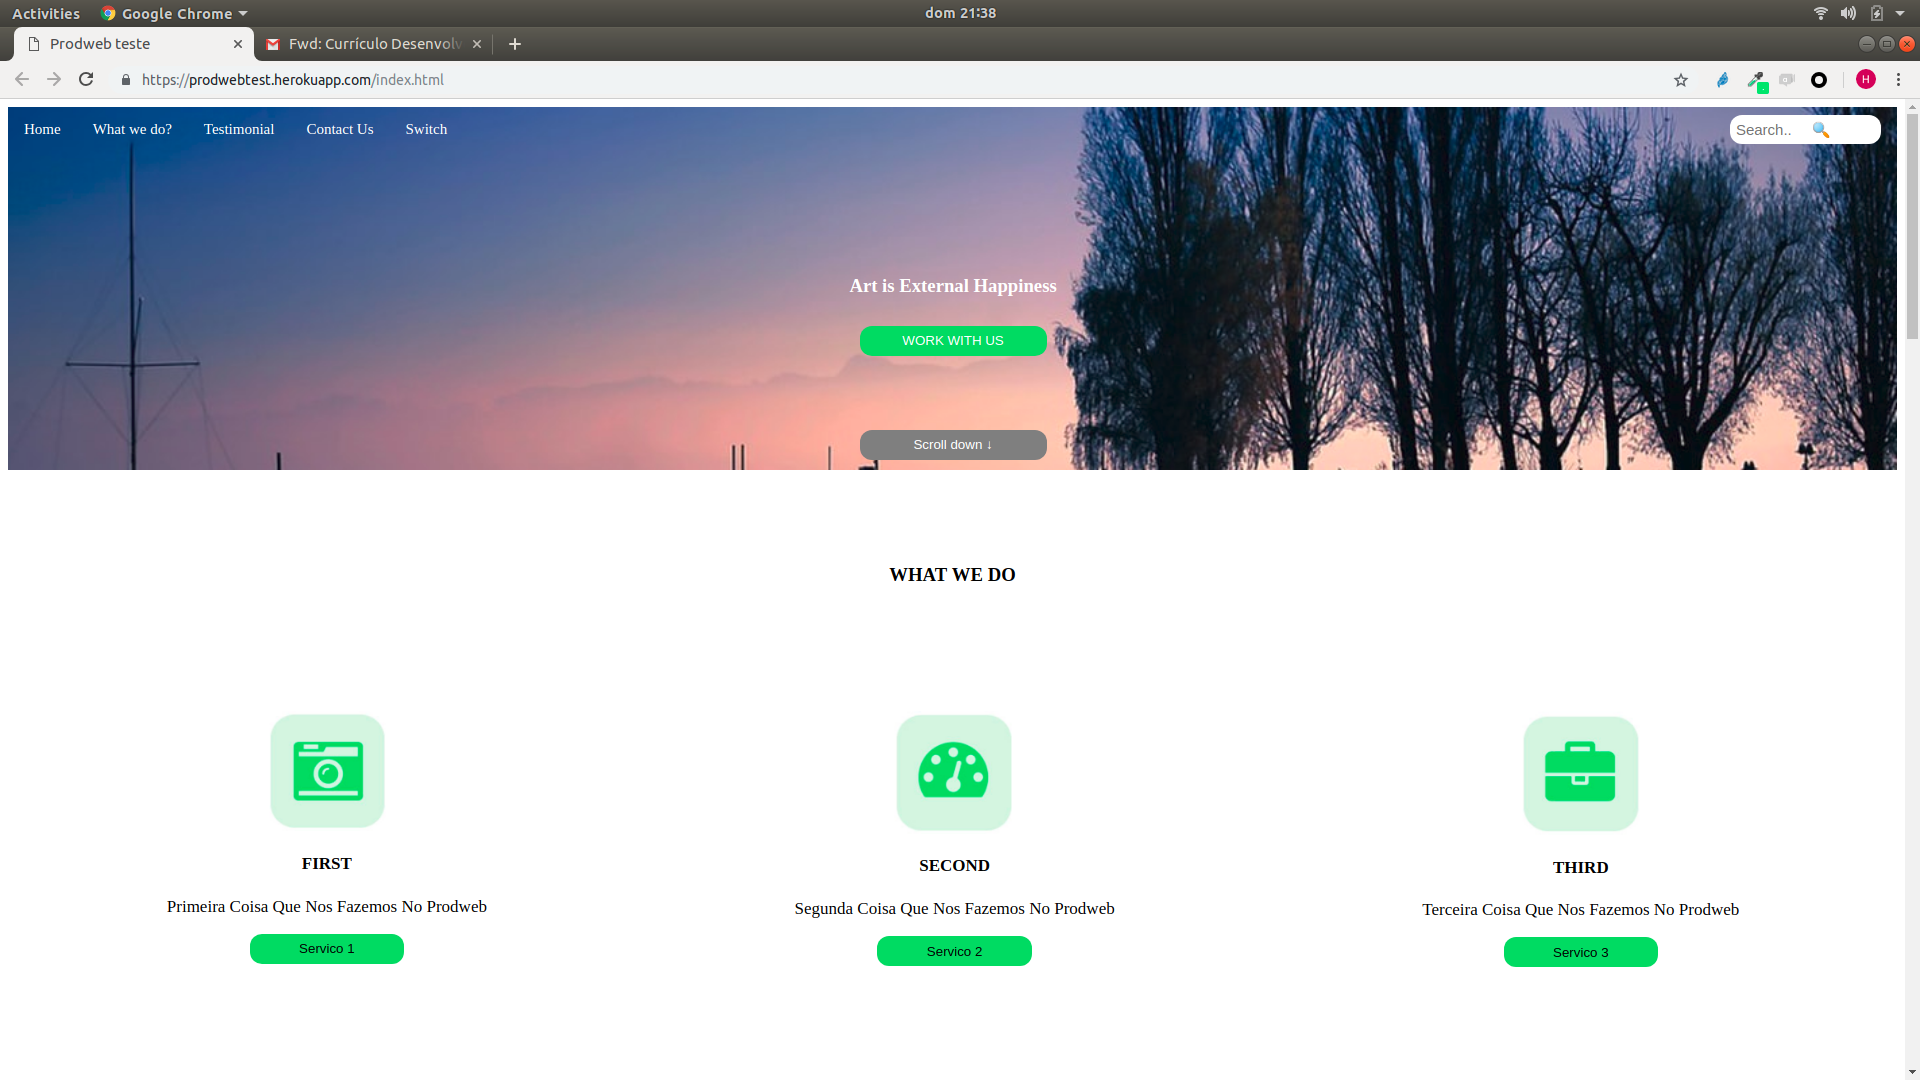 Activities Google Chrome dom 21:38
Prodweb teste Fwd: Currículo Desenvolv
https://prodwebtest.herokuapp.com/index.html H
Home What we do? Testimonial Contact Us Switch Search..
Art is External Happiness
WORK WITH US
Scroll down ↓
WHAT WE DO
FIRST
Primeira Coisa Que Nos Fazemos No Prodweb
Servico 1
SECOND
Segunda Coisa Que Nos Fazemos No Prodweb
Servico 2
THIRD
Terceira Coisa Que Nos Fazemos No Prodweb
Servico 3